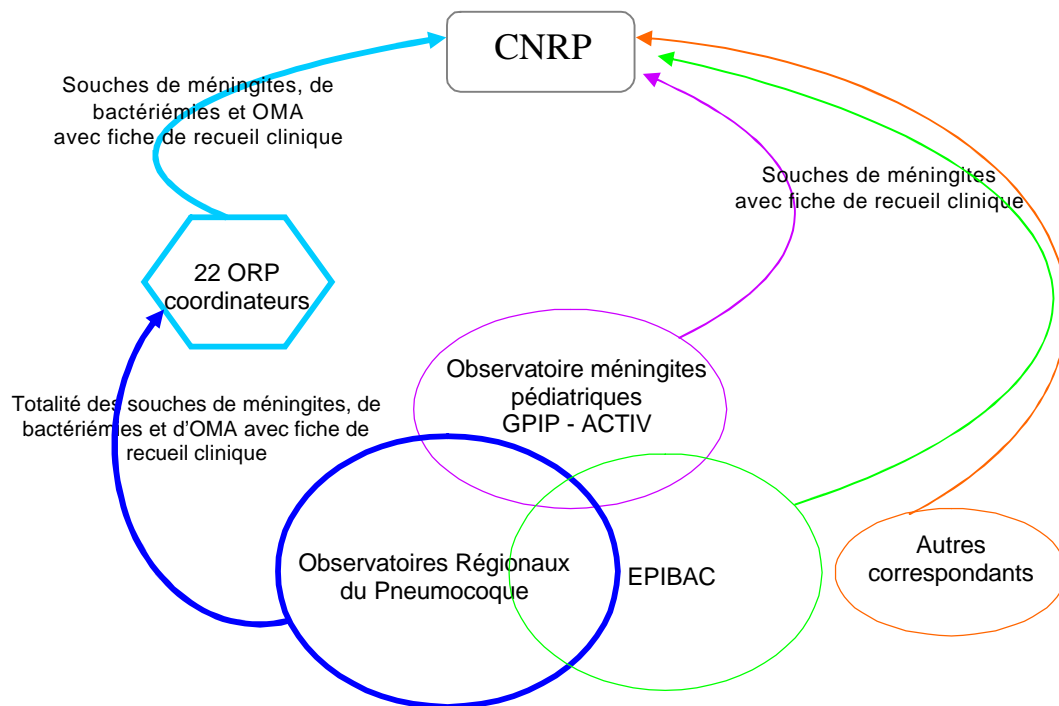 CNRP
Souches de méningites, de
bactériémies et OMA
avec fiche de recueil clinique
Souches de méningites
avec fiche de recueil clinique
22 ORP
coordinateurs
Observatoire méningites
pédiatriques
GPIP - ACTIV
Totalité des souches de méningites, de
bactériémies et d'OMA avec fiche de
recueil clinique
Observatoires Régionaux
du Pneumocoque
EPIBAC
Autres
correspondants